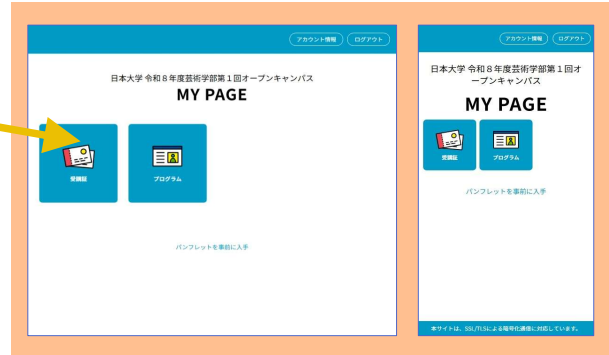 アカウント情報 ログアウト
日本大学 令和８年度芸術学部第１回オープンキャンパス
MY PAGE
受講証 プログラム
パンフレットを事前に入手
アカウント情報 ログアウト
日本大学 令和８年度芸術学部第１回オ
ープンキャンパス
MY PAGE
受講証 プログラム
パンフレットを事前に入手
本サイトは、SSL/TLSによる暗号化通信に対応しています。